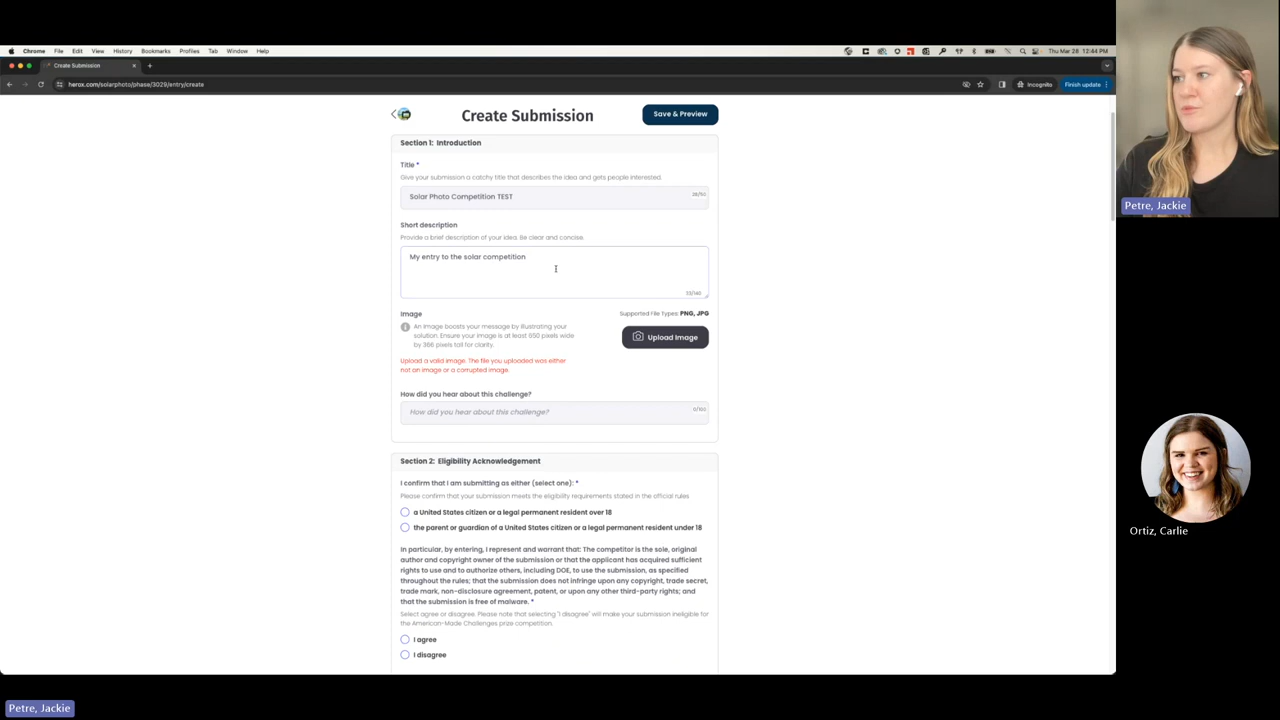 Chrome File Edit View History Bookmarks Profiles Tab Window Help
Thu Mar 28 12:44 PM
Create Submission
herox.com/solarphoto/phase/3029/entry/create
Incognito
Finish update
Create Submission
Save & Preview
Section 1: Introduction
Title *
Give your submission a catchy title that describes the idea and gets people interested.
Solar Photo Competition TEST
28/50
Short description
Provide a brief description of your idea. Be clear and concise.
My entry to the solar competition
33/140
Image
Supported File Types: PNG, JPG
An image boosts your message by illustrating your
solution. Ensure your image is at least 650 pixels wide
by 366 pixels tall for clarity.
Upload Image
Upload a valid image. The file you uploaded was either
not an image or a corrupted image.
How did you hear about this challenge?
How did you hear about this challenge?
0/100
Section 2: Eligibility Acknowledgement
I confirm that I am submitting as either (select one): *
Please confirm that your submission meets the eligibility requirements stated in the official rules
a United States citizen or a legal permanent resident over 18
the parent or guardian of a United States citizen or a legal permanent resident under 18
In particular, by entering, I represent and warrant that: The competitor is the sole, original
author and copyright owner of the submission or that the applicant has acquired sufficient
rights to use and to authorize others, including DOE, to use the submission, as specified
throughout the rules; that the submission does not infringe upon any copyright, trade secret,
trade mark, non-disclosure agreement, patent, or upon any other third-party rights; and
that the submission is free of malware. *
Select agree or disagree. Please note that selecting "I disagree" will make your submission ineligible for
the American-Made Challenges prize competition.
I agree
I disagree
Petre, Jackie
Ortiz, Carlie
Petre, Jackie